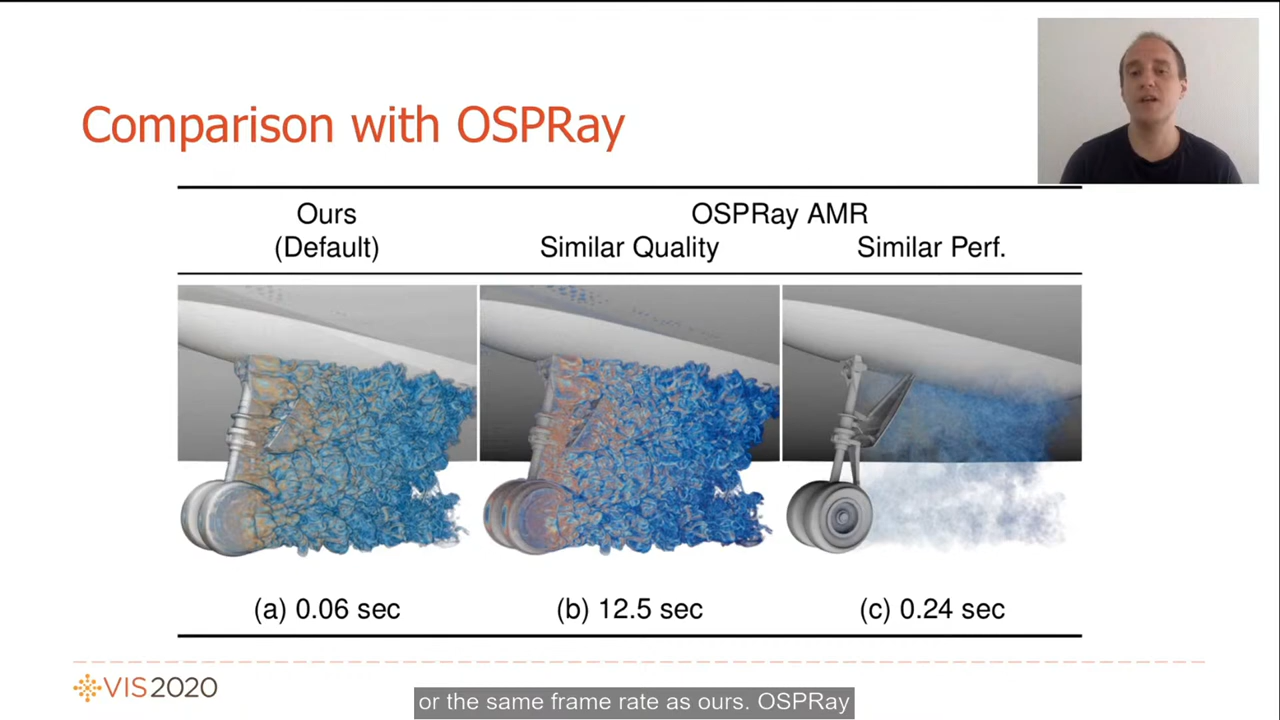 Comparison with OSPRay
Ours
(Default)
OSPRay AMR
Similar Quality
Similar Perf.
(a) 0.06 sec
(b) 12.5 sec
(c) 0.24 sec
VIS2020
or the same frame rate as ours. OSPRay